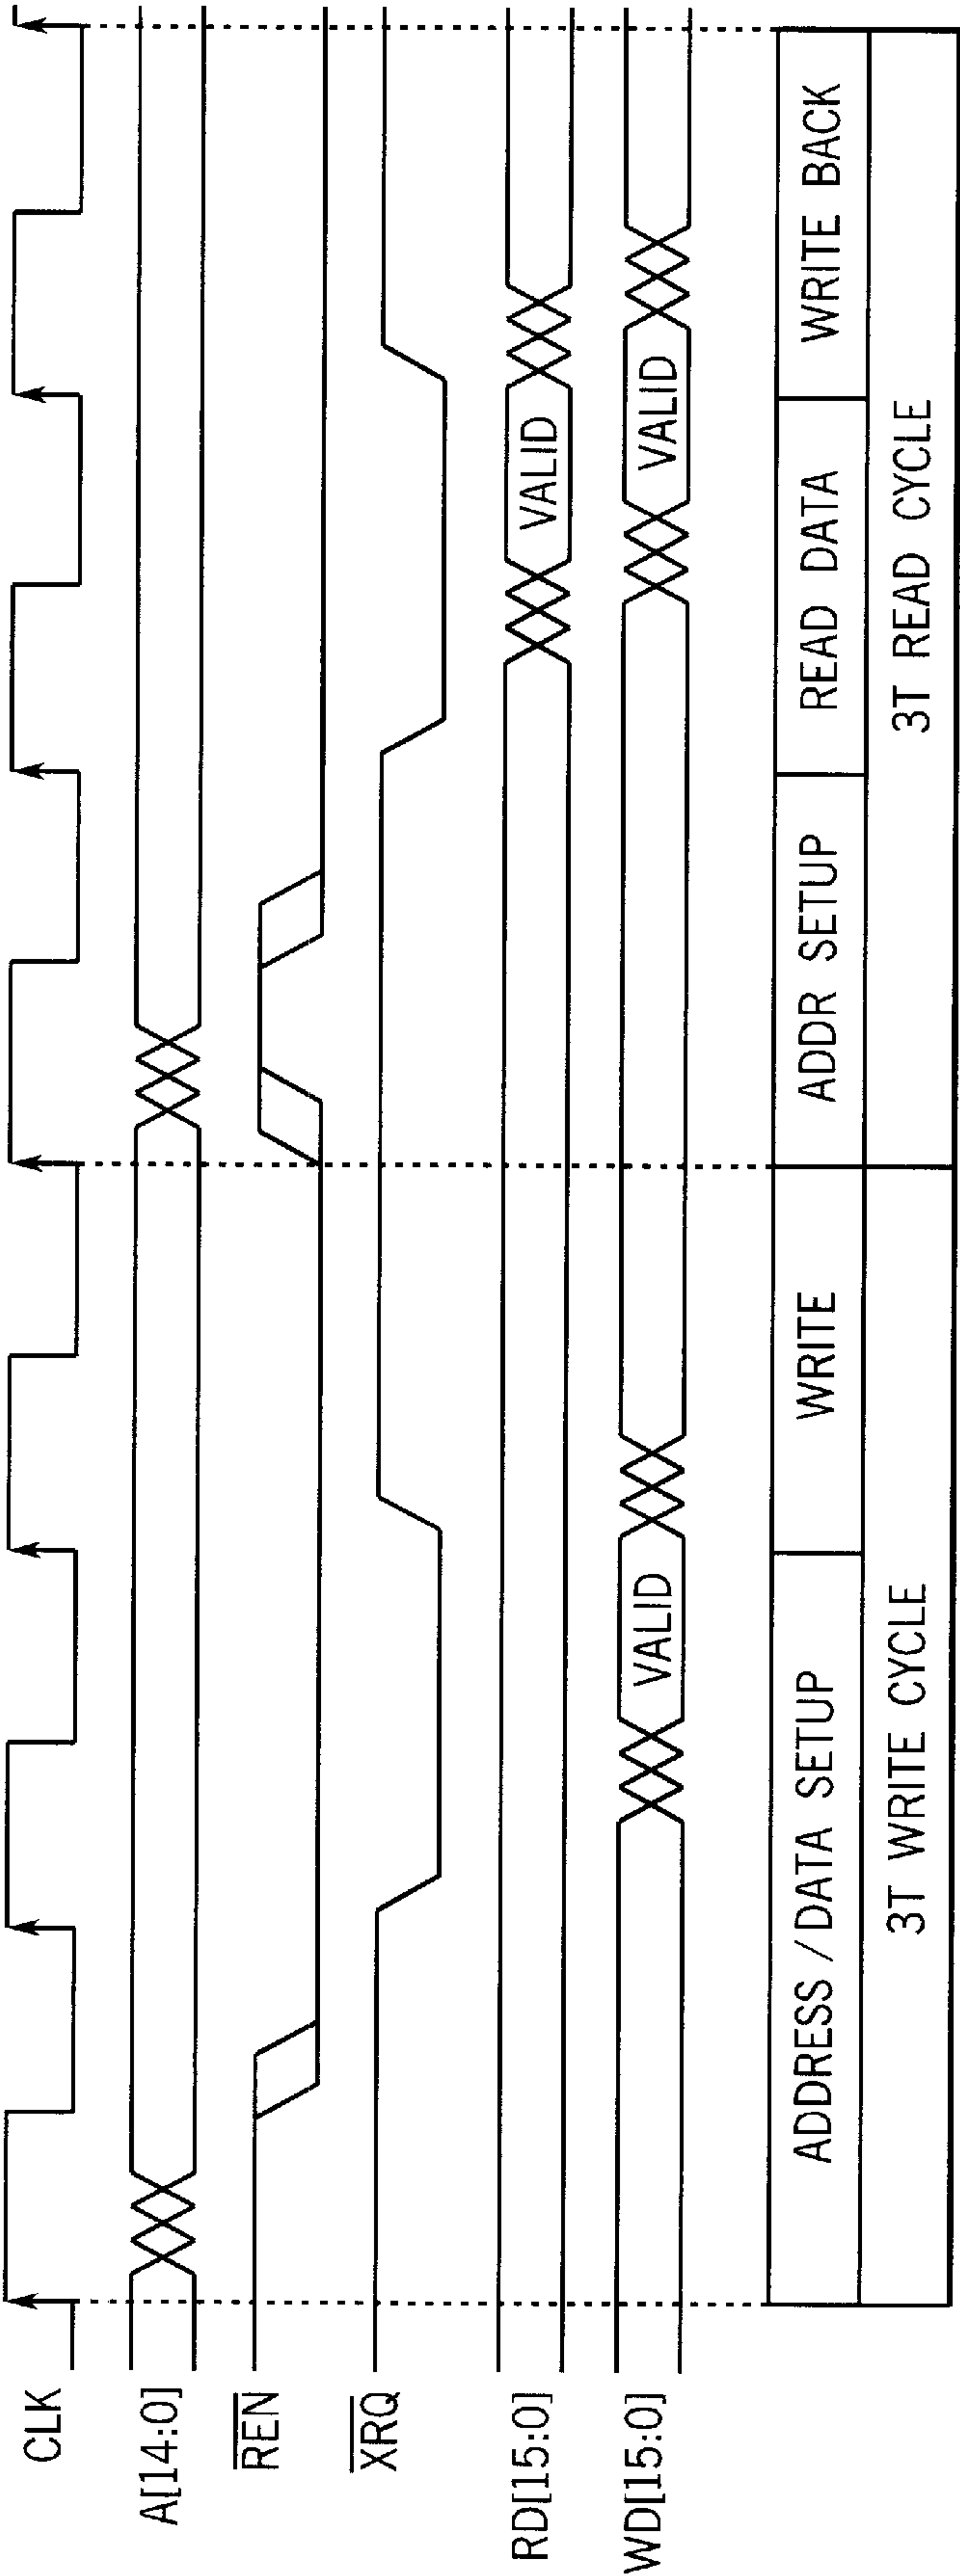 CLK
A[14:0]
REN
XRQ
RD[15:0]
VALID
WD[15:0]
VALID
VALID
ADDRESS/DATA SETUP
WRITE
ADDR SETUP
READ DATA
WRITE BACK
3T WRITE CYCLE
3T READ CYCLE